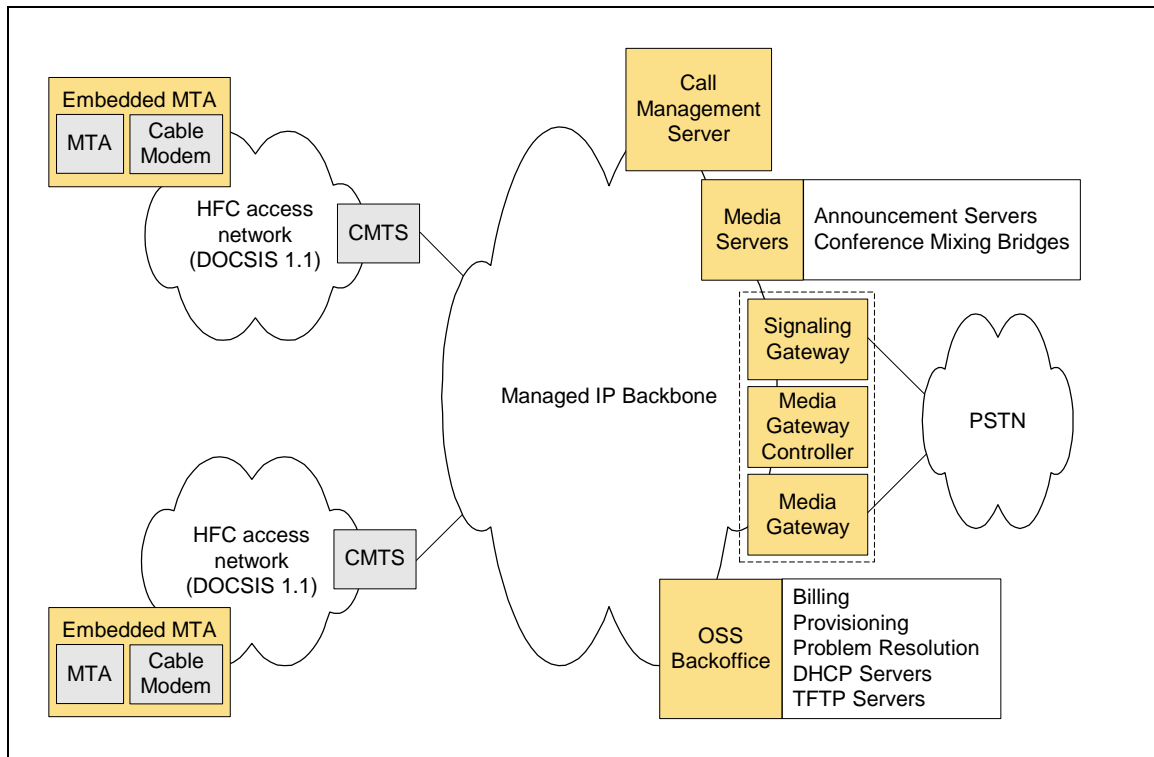 Embedded MTA
MTA
Cable
Modem
HFC access
network
(DOCSIS 1.1)
CMTS
Call
Management
Server
Media
Servers
Announcement Servers
Conference Mixing Bridges
Signaling
Gateway
Managed IP Backbone
Media
Gateway
Controller
PSTN
Media
Gateway
HFC access
network
(DOCSIS 1.1)
CMTS
Embedded MTA
MTA
Cable
Modem
OSS
Backoffice
Billing
Provisioning
Problem Resolution
DHCP Servers
TFTP Servers